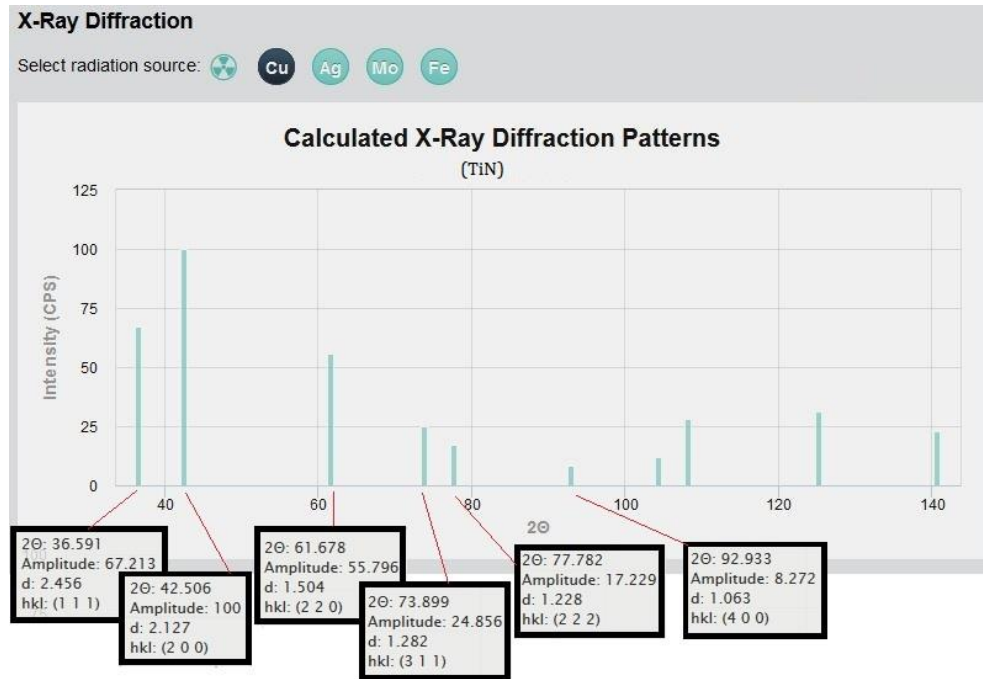 X-Ray Diffraction
Select radiation source: Cu Ag Mo Fe
Calculated X-Ray Diffraction Patterns
(TiN)
Intensity (CPS)
125
100
75
50
25
0
40 60 80 100 120 140
2Θ
2Θ: 36.591
Amplitude: 67.213
d: 2.456
hkl: (1 1 1)
2Θ: 42.506
Amplitude: 100
d: 2.127
hkl: (2 0 0)
2Θ: 61.678
Amplitude: 55.796
d: 1.504
hkl: (2 2 0)
2Θ: 73.899
Amplitude: 24.856
d: 1.282
hkl: (3 1 1)
2Θ: 77.782
Amplitude: 17.229
d: 1.228
hkl: (2 2 2)
2Θ: 92.933
Amplitude: 8.272
d: 1.063
hkl: (4 0 0)